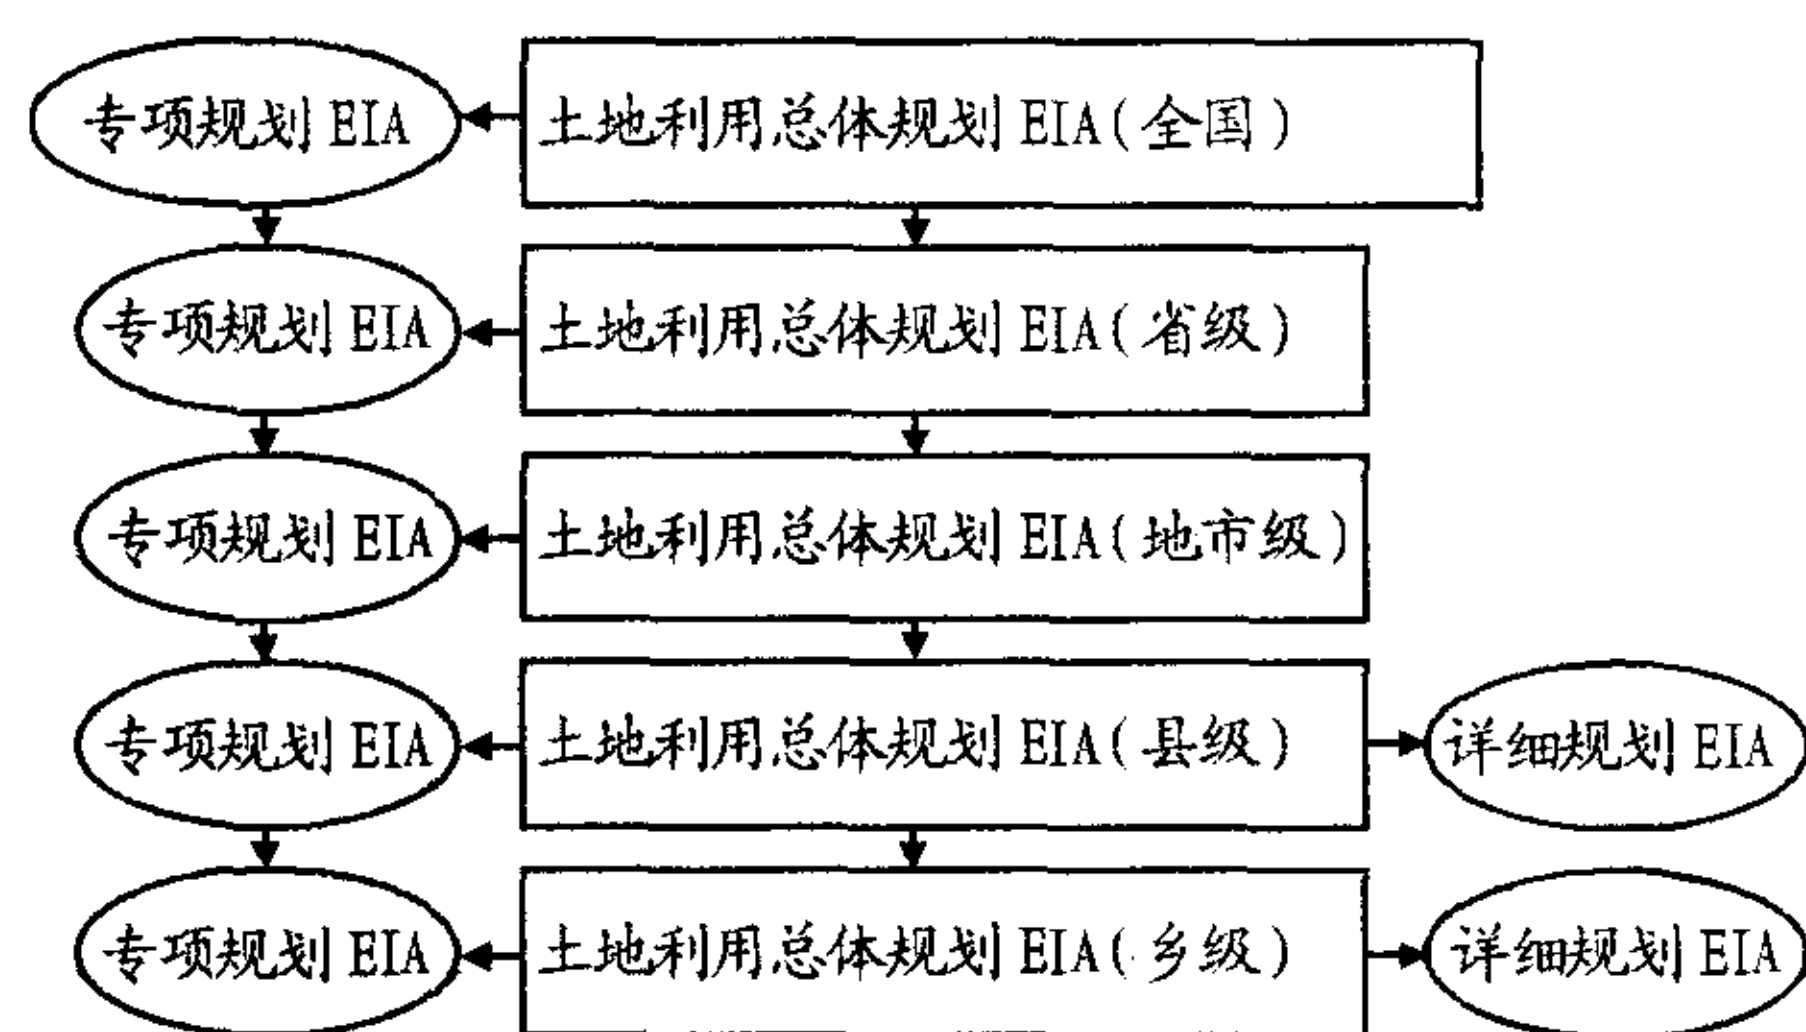 专项规划 EIA
土地利用总体规划 EIA(全国)
专项规划 EIA
土地利用总体规划 EIA(省级)
专项规划 EIA
土地利用总体规划 EIA(地市级)
专项规划 EIA
土地利用总体规划 EIA(县级)
详细规划 EIA
专项规划 EIA
土地利用总体规划 EIA(乡级)
详细规划 EIA